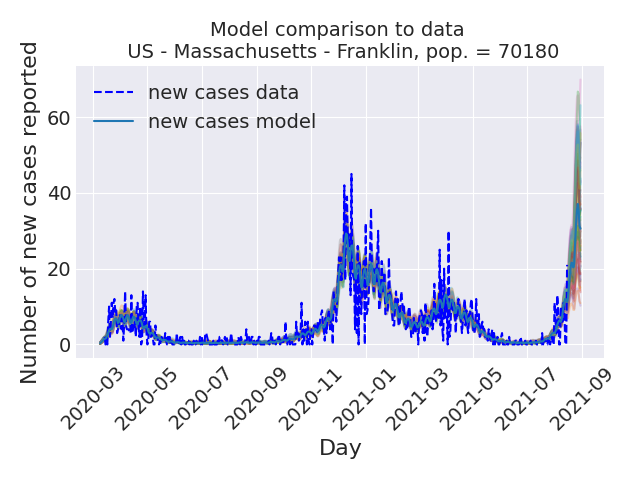 Model comparison to data
US - Massachusetts - Franklin, pop. = 70180
Number of new cases reported
60
40
20
0
new cases data
new cases model
2020-03
2020-05
2020-07
2020-09
2020-11
2021-01
2021-03
2021-05
2021-07
2021-09
Day